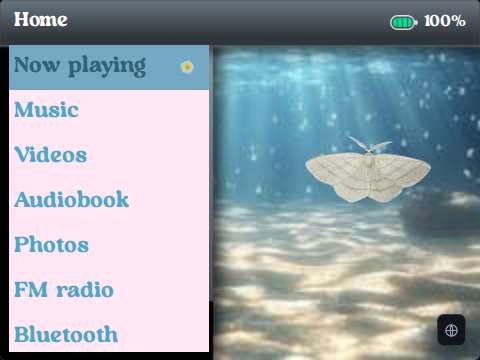 Home
100%
Now playing
Music
Videos
Audiobook
Photos
FM radio
Bluetooth